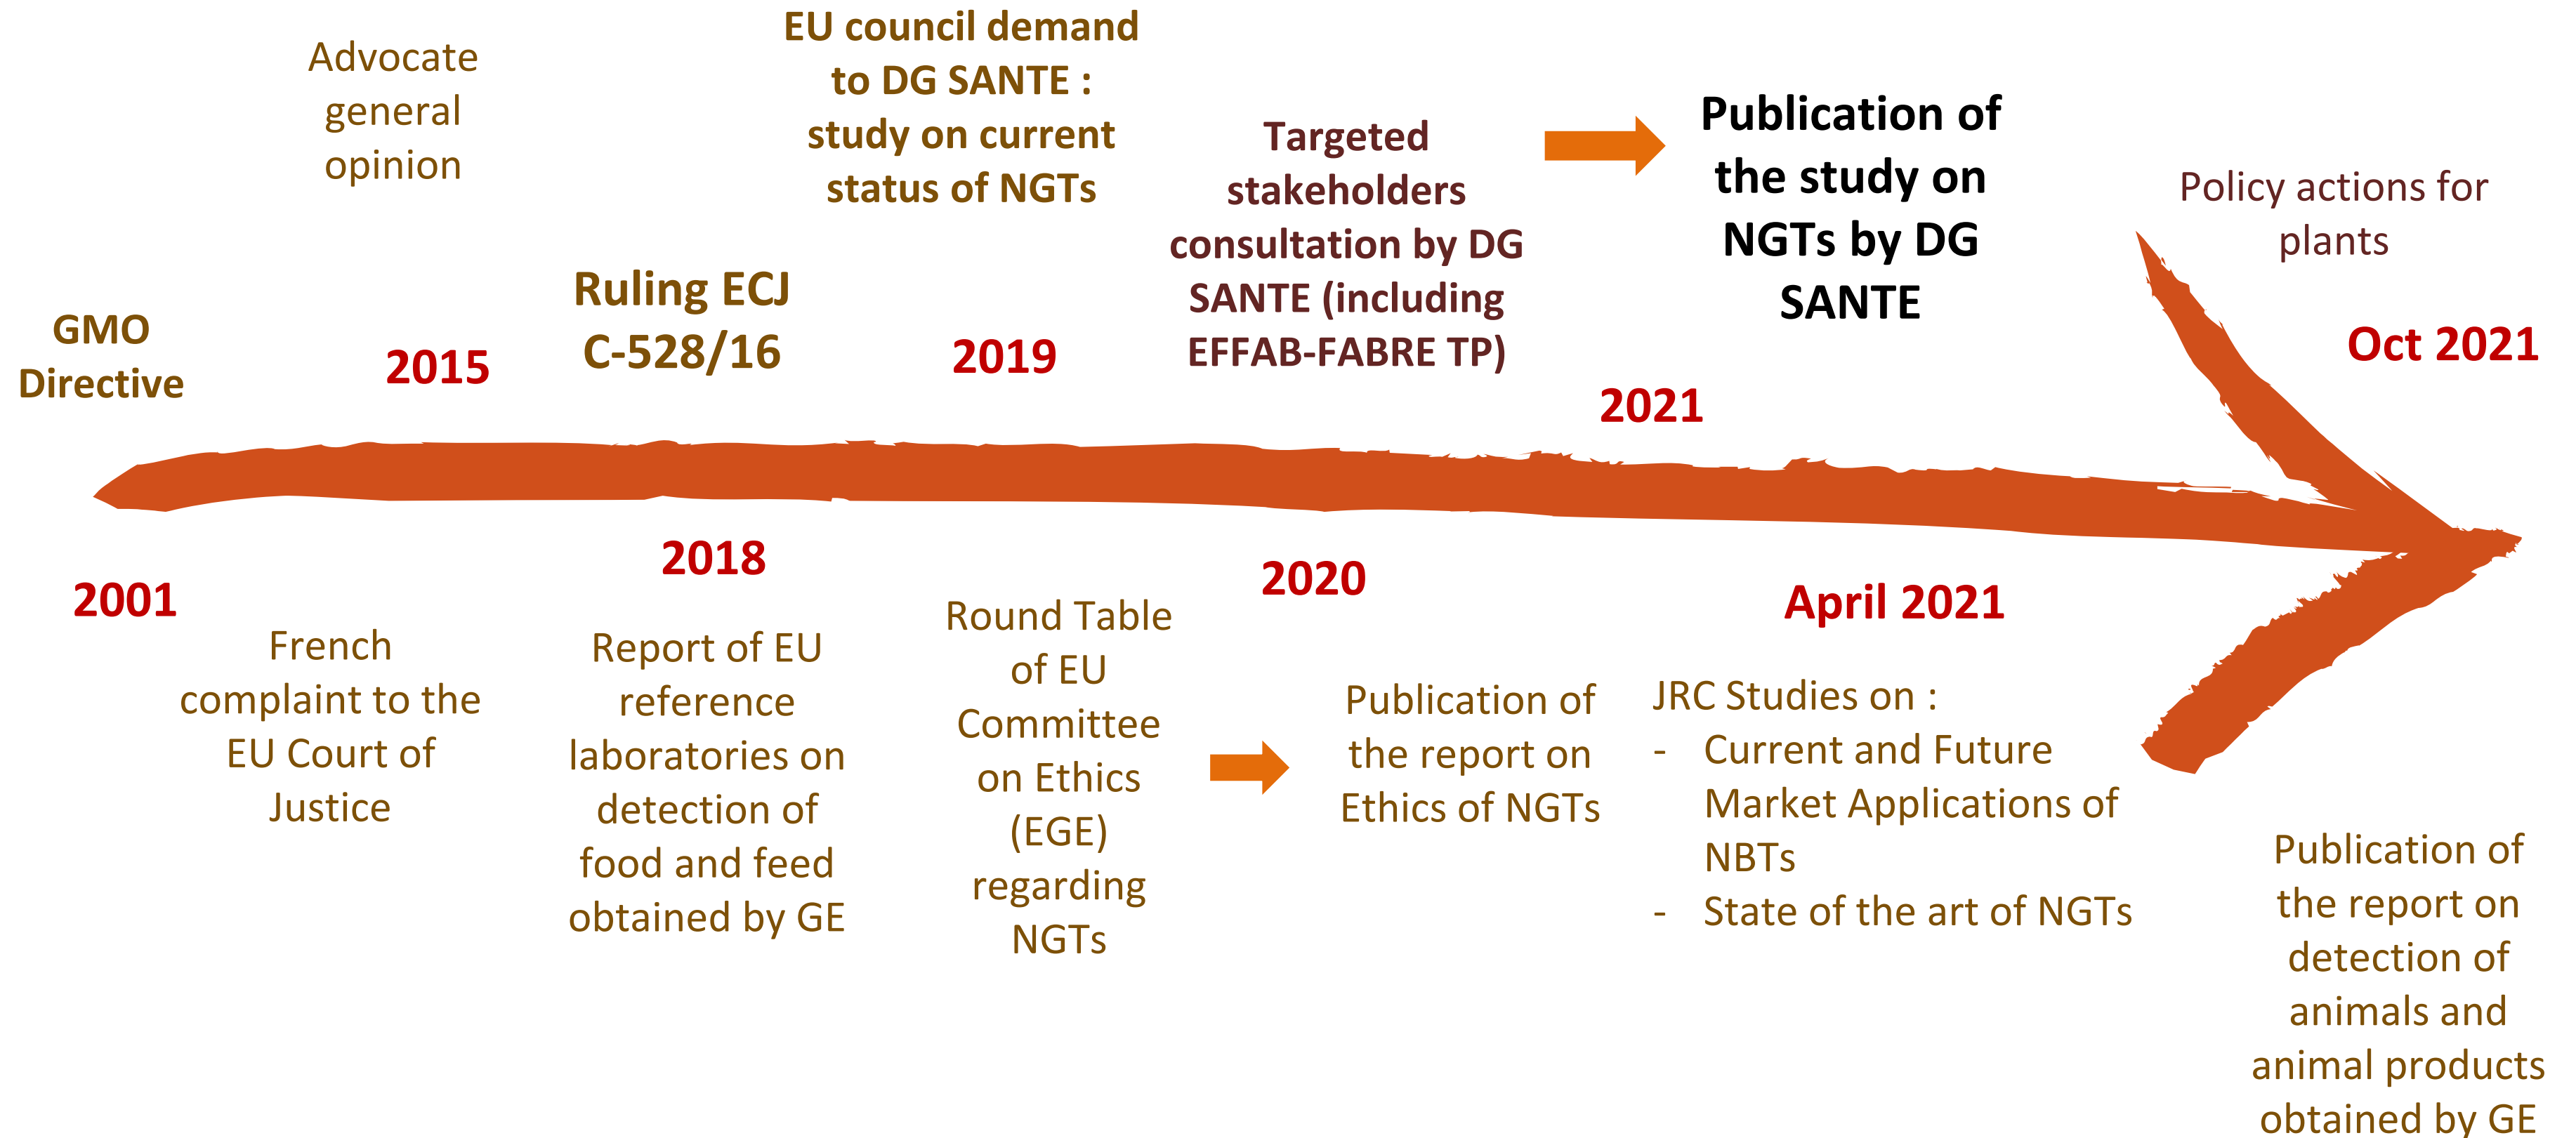 GMO
Directive
2001
Advocate
general
opinion
2015
French
complaint to the
EU Court of
Justice
Ruling ECJ
C-528/16
2018
Report of EU
reference
laboratories on
detection of
food and feed
obtained by GE
EU council demand
to DG SANTE :
study on current
status of NGTs
2019
Round Table
of EU
Committee
on Ethics
(EGE)
regarding
NGTs
Targeted
stakeholders
consultation by DG
SANTE (including
EFFAB-FABRE TP)
2020
Publication of
the report on
Ethics of NGTs
Publication of
the study on
NGTs by DG
SANTE
2021
April 2021
JRC Studies on :
- Current and Future
Market Applications of
NBTs
- State of the art of NGTs
Policy actions for
plants
Oct 2021
Publication of
the report on
detection of
animals and
animal products
obtained by GE